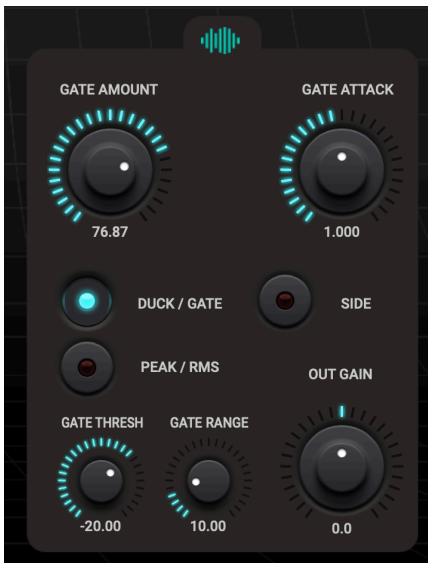 GATE AMOUNT
GATE ATTACK
76.87
1.000
DUCK / GATE
SIDE
PEAK / RMS
OUT GAIN
GATE THRESH
GATE RANGE
-20.00
10.00
0.0